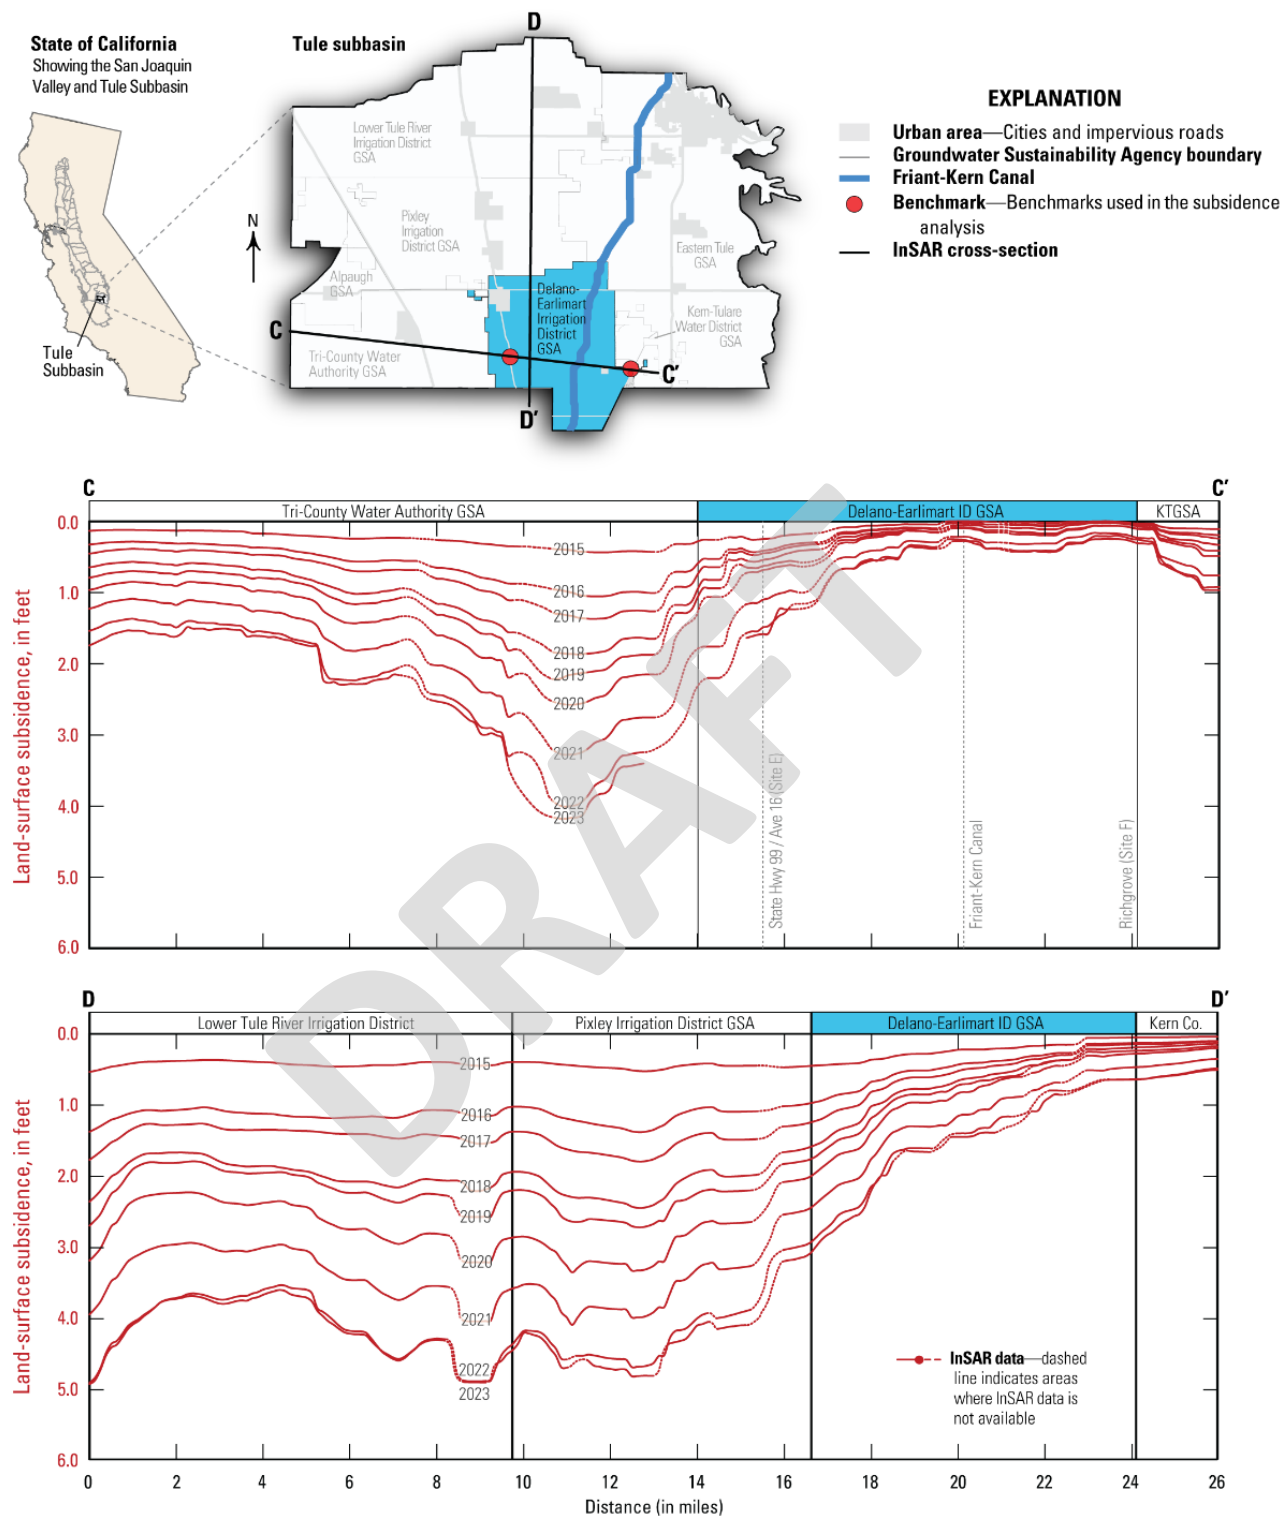 State of California
Showing the San Joaquin
Valley and Tule Subbasin
Tule
Subbasin
Tule subbasin
N
D
Lower Tule River
Irrigation District
GSA
Pixley
Irrigation
District GSA
Alpaugh
GSA
Eastern Tule
GSA
Delano-
Earlimart
Irrigation
District
GSA
Kern-Tulare
Water District
GSA
C
Tri-County Water
Authority GSA
C′
D′
EXPLANATION
Urban area—Cities and impervious roads
Groundwater Sustainability Agency boundary
Friant-Kern Canal
Benchmark—Benchmarks used in the subsidence
analysis
InSAR cross-section
C
C′
Tri-County Water Authority GSA
Delano-Earlimart ID GSA
KTGSA
Land-surface subsidence, in feet
0.0
1.0
2.0
3.0
4.0
5.0
6.0
2015
2016
2017
2018
2019
2020
2021
2022
2023
State Hwy 99 / Ave 16 (Site E)
Friant-Kern Canal
Richgrove (Site F)
DRAFT
D
D′
Lower Tule River Irrigation District
Pixley Irrigation District GSA
Delano-Earlimart ID GSA
Kern Co.
Land-surface subsidence, in feet
0.0
1.0
2.0
3.0
4.0
5.0
6.0
2015
2016
2017
2018
2019
2020
2021
2022
2023
InSAR data—dashed
line indicates areas
where InSAR data is
not available
0 2 4 6 8 10 12 14 16 18 20 22 24 26
Distance (in miles)